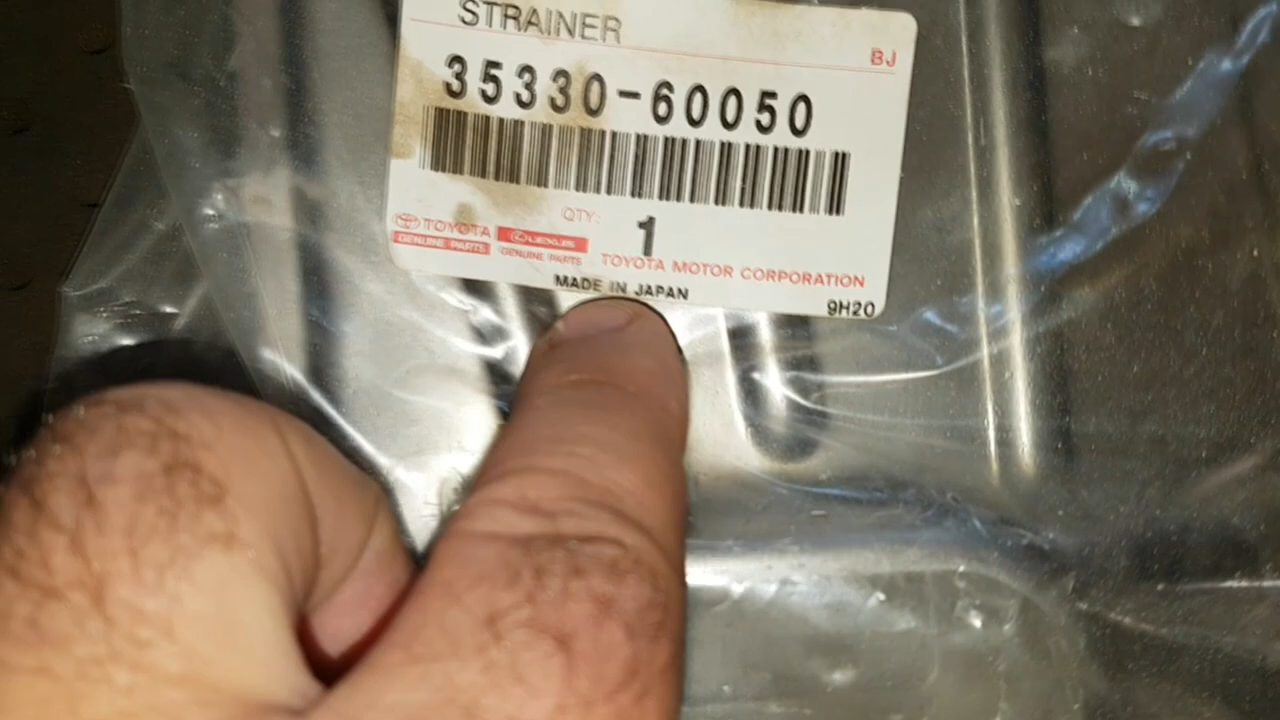 STRAINER
BJ
35330-60050
QTY: 1
TOYOTA LEXUS
GENUINE PARTS GENUINE PARTS
TOYOTA MOTOR CORPORATION
MADE IN JAPAN
9H20